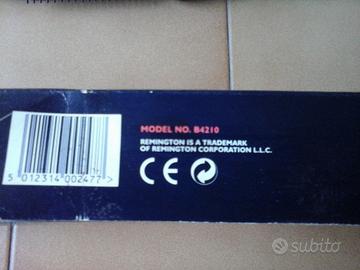 MODEL NO. B4210
REMINGTON IS A TRADEMARK
OF REMINGTON CORPORATION L.L.C.
CE
5 012314 002477 >
subito